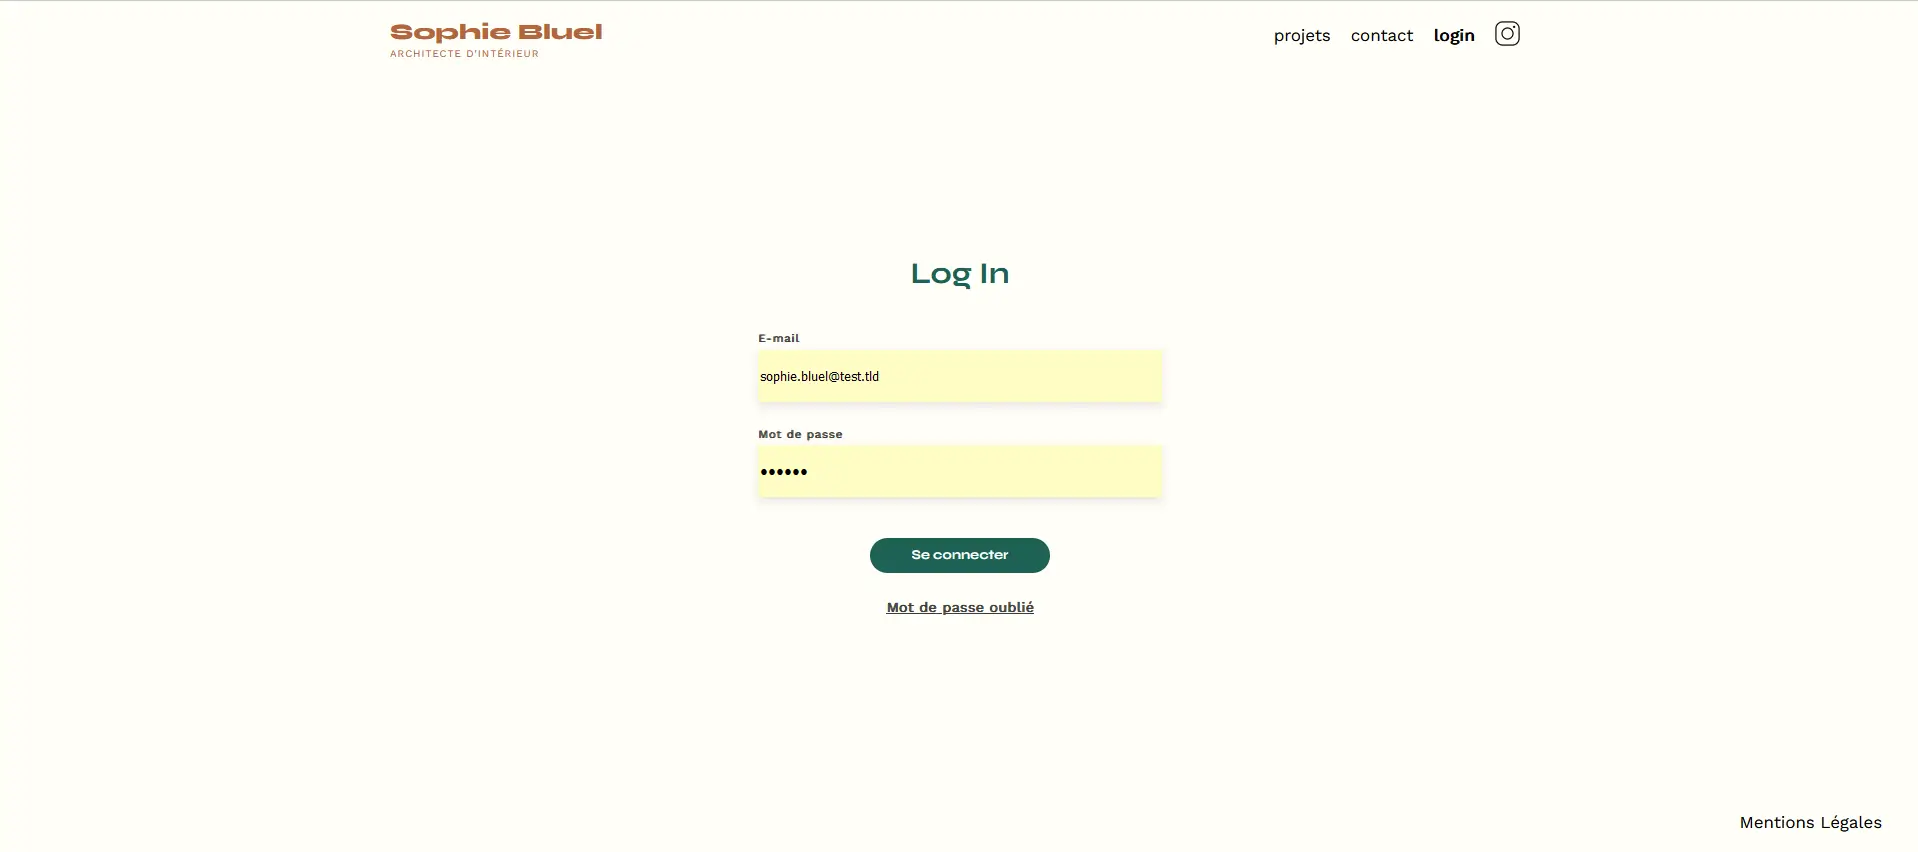 Sophie Bluel
ARCHITECTE D'INTÉRIEUR
projets contact login
Log In
E-mail
sophie.bluel@test.tld
Mot de passe
••••••
Se connecter
Mot de passe oublié
Mentions Légales